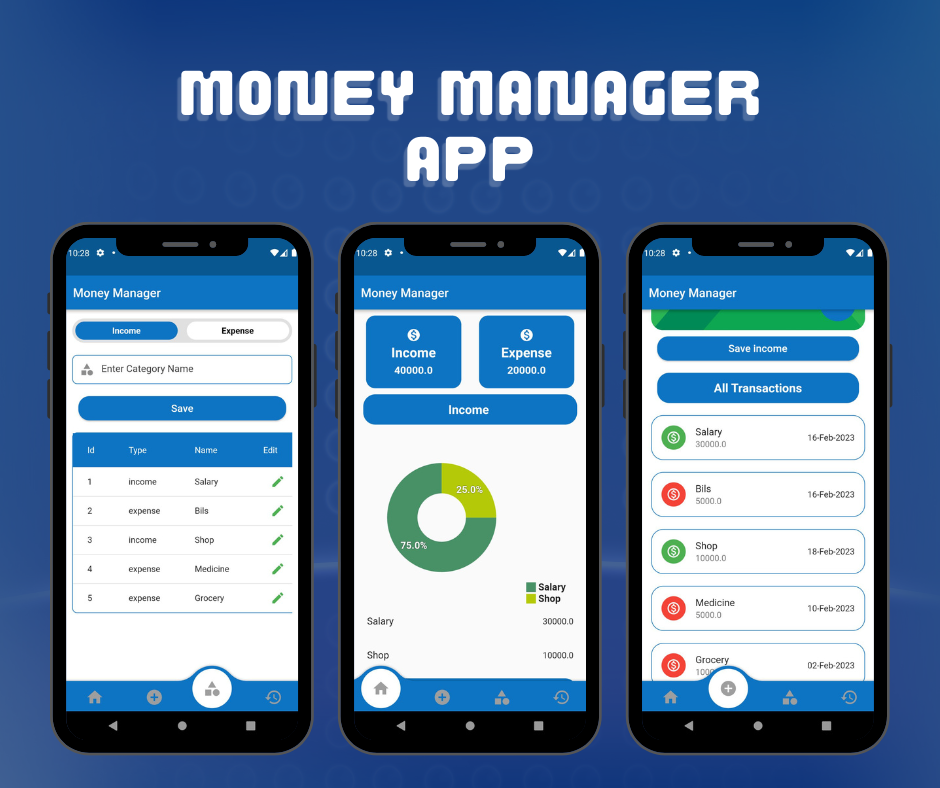 MONEY MANAGER
APP
10:28
Money Manager
Income Expense
Enter Category Name
Save
Id Type Name Edit
1 income Salary
2 expense Bils
3 income Shop
4 expense Medicine
5 expense Grocery
10:28
Money Manager
Income Expense
40000.0 20000.0
Income
25.0%
75.0%
Salary
Shop
Salary 30000.0
Shop 10000.0
10:28
Money Manager
Save Income
All Transactions
Salary
30000.0
16-Feb-2023
Bils
5000.0
16-Feb-2023
Shop
10000.0
18-Feb-2023
Medicine
5000.0
10-Feb-2023
Grocery
02-Feb-2023